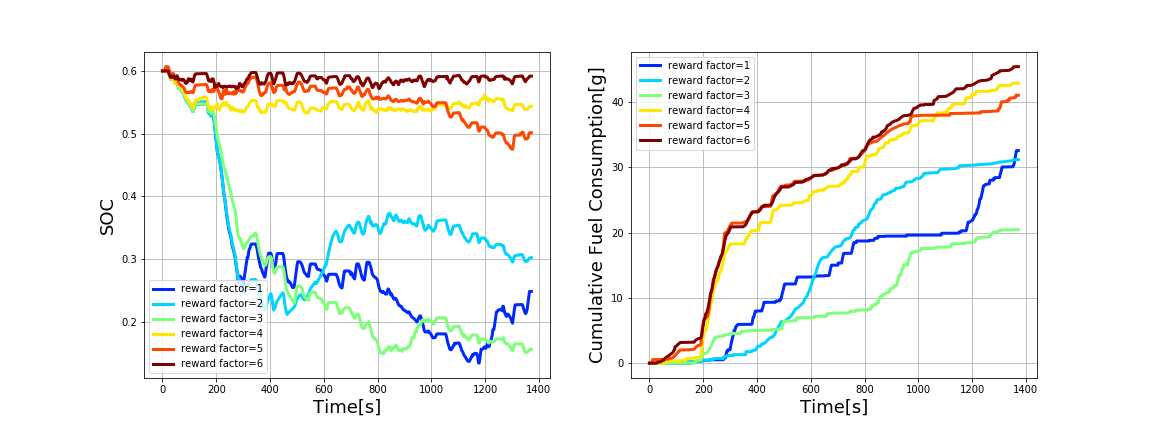 SOC
0.6
0.5
0.4
0.3
0.2
reward factor=1
reward factor=2
reward factor=3
reward factor=4
reward factor=5
reward factor=6
0 200 400 600 800 1000 1200 1400
Time[s]
Cumulative Fuel Consumption[g]
40
30
20
10
0
reward factor=1
reward factor=2
reward factor=3
reward factor=4
reward factor=5
reward factor=6
0 200 400 600 800 1000 1200 1400
Time[s]